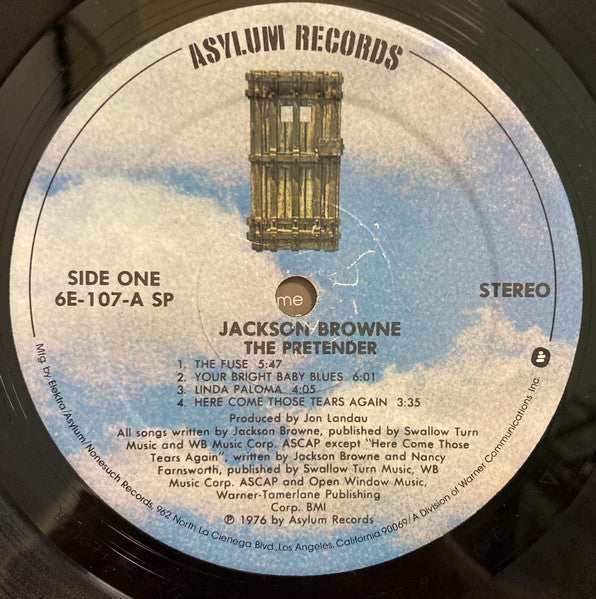 ASYLUM RECORDS
SIDE ONE
6E-107-A SP
STEREO
me
JACKSON BROWNE
THE PRETENDER
1. THE FUSE 5:47
2. YOUR BRIGHT BABY BLUES 6:01
3. LINDA PALOMA 4:05
4. HERE COME THOSE TEARS AGAIN 3:35
Produced by Jon Landau
All songs written by Jackson Browne, published by Swallow Turn
Music and WB Music Corp. ASCAP except "Here Come Those
Tears Again", written by Jackson Browne and Nancy
Farnsworth, published by Swallow Turn Music, WB
Music Corp. ASCAP and Open Window Music,
Warner-Tamerlane Publishing
Corp. BMI
℗ 1976 by Asylum Records
Mfg. by Elektra/Asylum/Nonesuch Records, 962 North La Cienega Blvd., Los Angeles, California 90069/A Division of Warner Communications Inc.